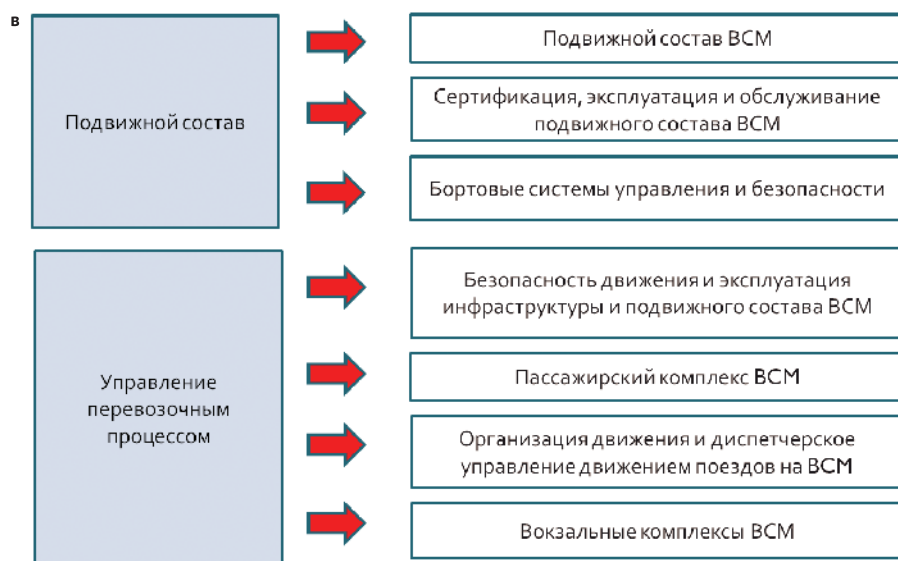 в
Подвижной состав
Подвижной состав ВСМ
Сертификация, эксплуатация и обслуживание
подвижного состава ВСМ
Бортовые системы управления и безопасности
Управление
перевозочным
процессом
Безопасность движения и эксплуатация
инфраструктуры и подвижного состава ВСМ
Пассажирский комплекс ВСМ
Организация движения и диспетчерское
управление движением поездов на ВСМ
Вокзальные комплексы ВСМ